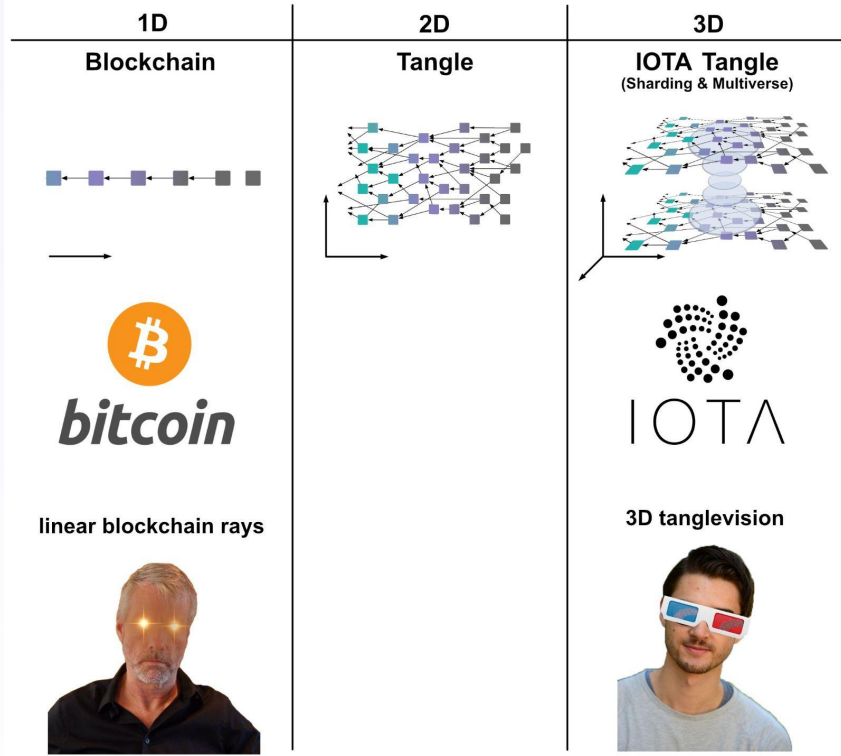 1D
2D
3D
Blockchain
Tangle
IOTA Tangle
(Sharding & Multiverse)
bitcoin
IOTA
linear blockchain rays
3D tanglevision